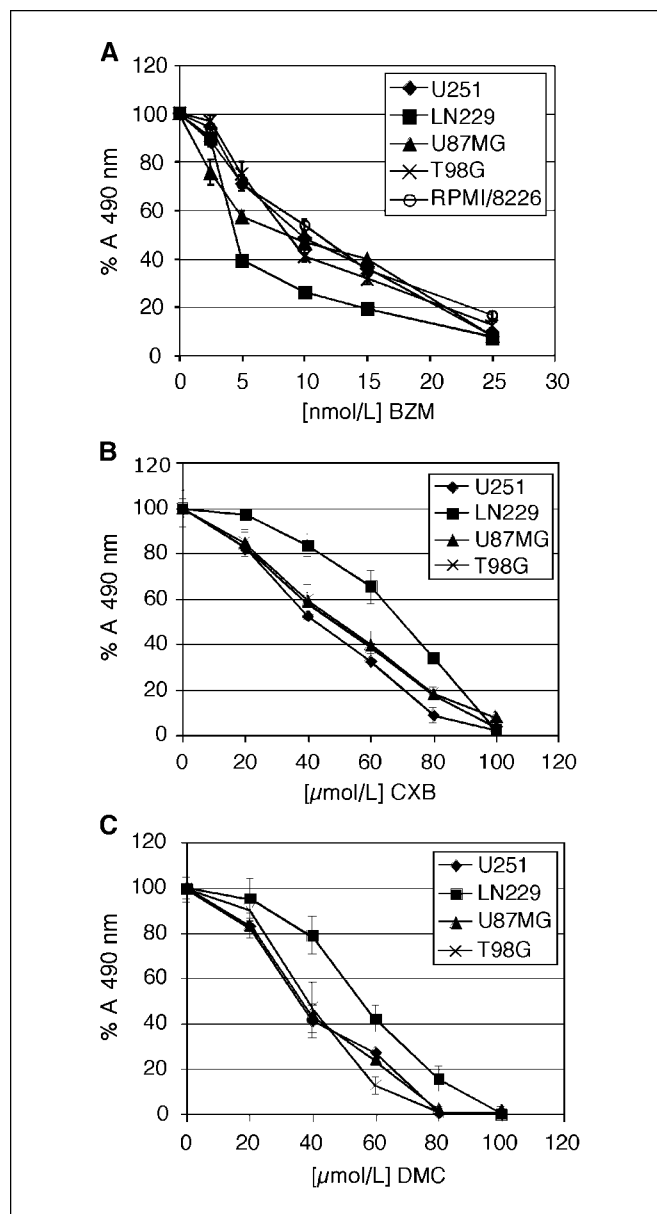 A
120
100
80
60
40
20
0
% A 490 nm
0 5 10 15 20 25 30
[nmol/L] BZM
U251
LN229
U87MG
T98G
RPMI/8226
B
120
100
80
60
40
20
0
% A 490 nm
0 20 40 60 80 100 120
[µmol/L] CXB
U251
LN229
U87MG
T98G
C
120
100
80
60
40
20
0
% A 490 nm
0 20 40 60 80 100 120
[µmol/L] DMC
U251
LN229
U87MG
T98G